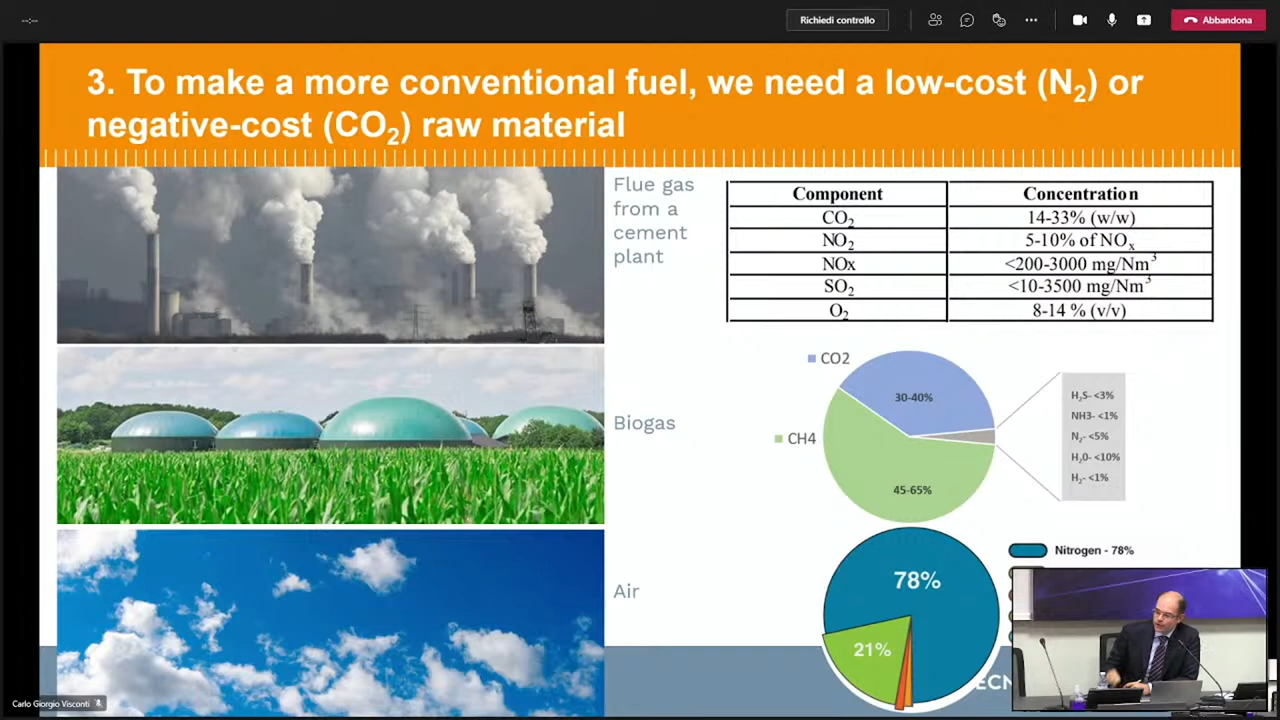 --:--
Richiedi controllo
Abbandona
3. To make a more conventional fuel, we need a low-cost (N₂) or
negative-cost (CO₂) raw material
Flue gas
from a
cement
plant
Component Concentration
CO₂ 14-33% (w/w)
NO₂ 5-10% of NOₓ
NOx <200-3000 mg/Nm³
SO₂ <10-3500 mg/Nm³
O₂ 8-14 % (v/v)
Biogas
CO2
30-40%
CH4
45-65%
H₂S- <3%
NH3- <1%
N₂- <5%
H₂0- <10%
H₂- <1%
Air
78%
21%
Nitrogen - 78%
Carlo Giorgio Visconti